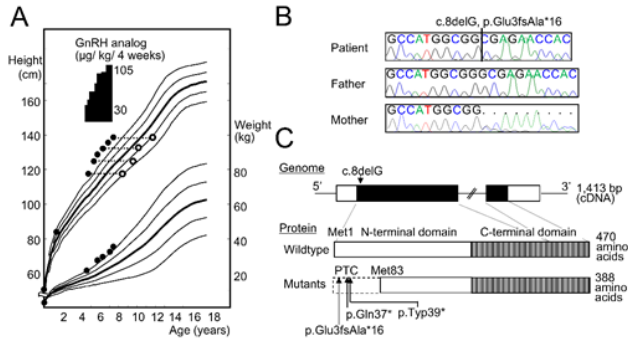 A
Height
(cm)
GnRH analog
(µg/ kg/ 4 weeks)
105
30
160
140
120
100
80
60
Weight
(kg)
80
60
40
20
2 4 6 8 10 12 14 16 18
Age (years)
B
c.8delG, p.Glu3fsAla*16
Patient
GCCATGGCGGCGAGAACCAC
Father
GCCATGGCGGGCGAGAACCAC
Mother
GCCATGGCGG..........
C
Genome
c.8delG
5'
3'
1,413 bp
(cDNA)
Protein
Met1 N-terminal domain C-terminal domain
Wildtype
470
amino
acids
Mutants
PTC Met83
388
amino
acids
p.Gln37*
p.Typ39*
p.Glu3fsAla*16